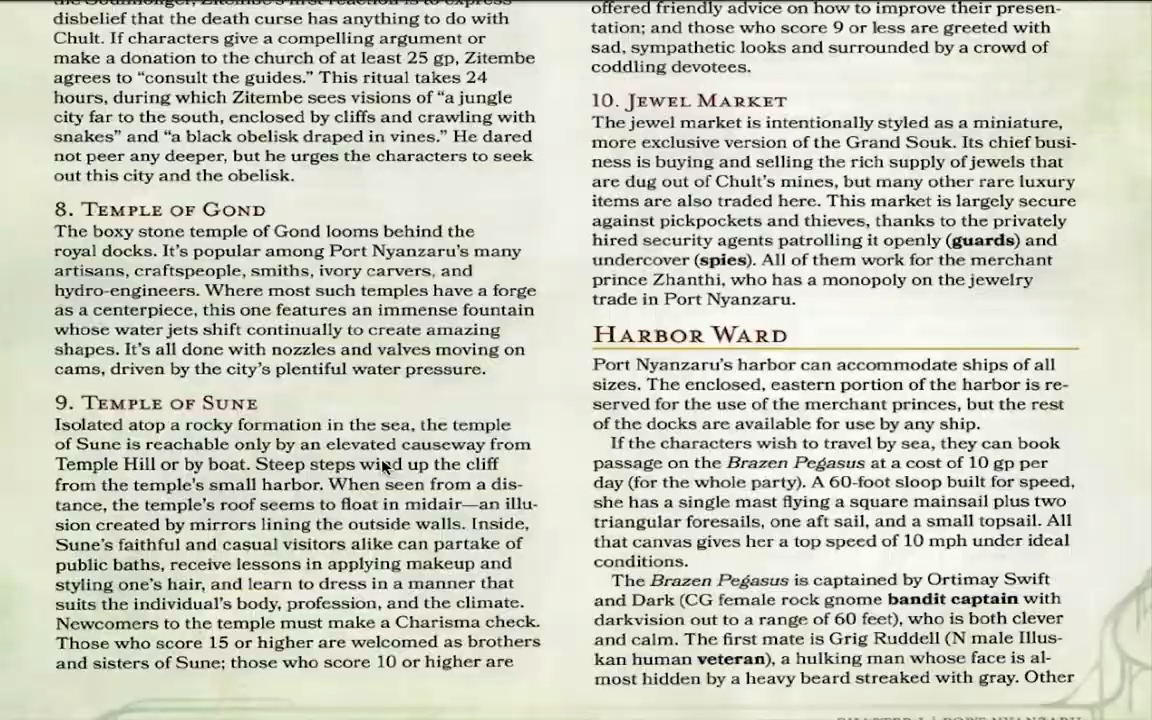 the Soulmonger, Zitembe's first reaction is to express
disbelief that the death curse has anything to do with
Chult. If characters give a compelling argument or
make a donation to the church of at least 25 gp, Zitembe
agrees to “consult the guides.” This ritual takes 24
hours, during which Zitembe sees visions of “a jungle
city far to the south, enclosed by cliffs and crawling with
snakes” and “a black obelisk draped in vines.” He dared
not peer any deeper, but he urges the characters to seek
out this city and the obelisk.
8. Temple of Gond
The boxy stone temple of Gond looms behind the
royal docks. It's popular among Port Nyanzaru's many
artisans, craftspeople, smiths, ivory carvers, and
hydro-engineers. Where most such temples have a forge
as a centerpiece, this one features an immense fountain
whose water jets shift continually to create amazing
shapes. It's all done with nozzles and valves moving on
cams, driven by the city's plentiful water pressure.
9. Temple of Sune
Isolated atop a rocky formation in the sea, the temple
of Sune is reachable only by an elevated causeway from
Temple Hill or by boat. Steep steps wind up the cliff
from the temple's small harbor. When seen from a dis-
tance, the temple's roof seems to float in midair—an illu-
sion created by mirrors lining the outside walls. Inside,
Sune's faithful and casual visitors alike can partake of
public baths, receive lessons in applying makeup and
styling one's hair, and learn to dress in a manner that
suits the individual's body, profession, and the climate.
Newcomers to the temple must make a Charisma check.
Those who score 15 or higher are welcomed as brothers
and sisters of Sune; those who score 10 or higher are
offered friendly advice on how to improve their presen-
tation; and those who score 9 or less are greeted with
sad, sympathetic looks and surrounded by a crowd of
coddling devotees.
10. Jewel Market
The jewel market is intentionally styled as a miniature,
more exclusive version of the Grand Souk. Its chief busi-
ness is buying and selling the rich supply of jewels that
are dug out of Chult's mines, but many other rare luxury
items are also traded here. This market is largely secure
against pickpockets and thieves, thanks to the privately
hired security agents patrolling it openly (guards) and
undercover (spies). All of them work for the merchant
prince Zhanthi, who has a monopoly on the jewelry
trade in Port Nyanzaru.
Harbor Ward
Port Nyanzaru's harbor can accommodate ships of all
sizes. The enclosed, eastern portion of the harbor is re-
served for the use of the merchant princes, but the rest
of the docks are available for use by any ship.
If the characters wish to travel by sea, they can book
passage on the Brazen Pegasus at a cost of 10 gp per
day (for the whole party). A 60-foot sloop built for speed,
she has a single mast flying a square mainsail plus two
triangular foresails, one aft sail, and a small topsail. All
that canvas gives her a top speed of 10 mph under ideal
conditions.
The Brazen Pegasus is captained by Ortimay Swift
and Dark (CG female rock gnome bandit captain with
darkvision out to a range of 60 feet), who is both clever
and calm. The first mate is Grig Ruddell (N male Illus-
kan human veteran), a hulking man whose face is al-
most hidden by a heavy beard streaked with gray. Other
CHAPTER 1 | PORT NYANZARU